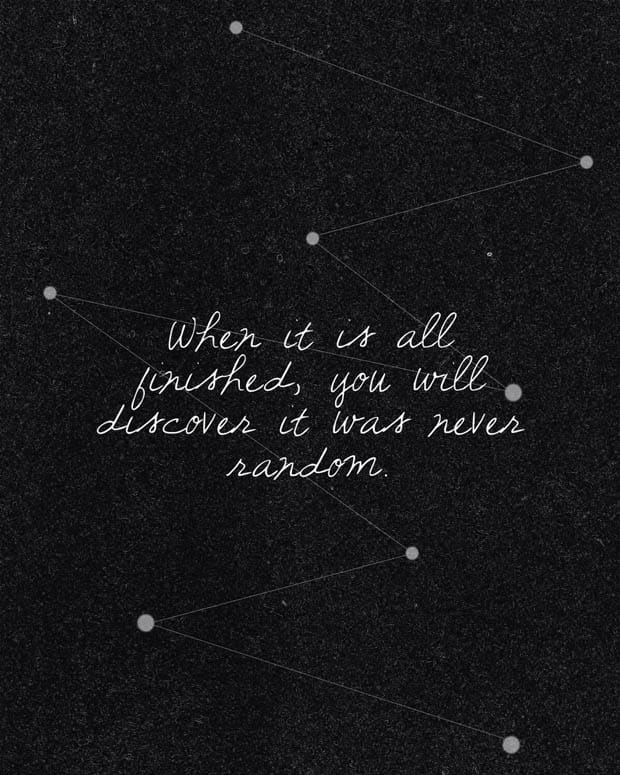 When it is all
finished, you will
discover it was never
random.